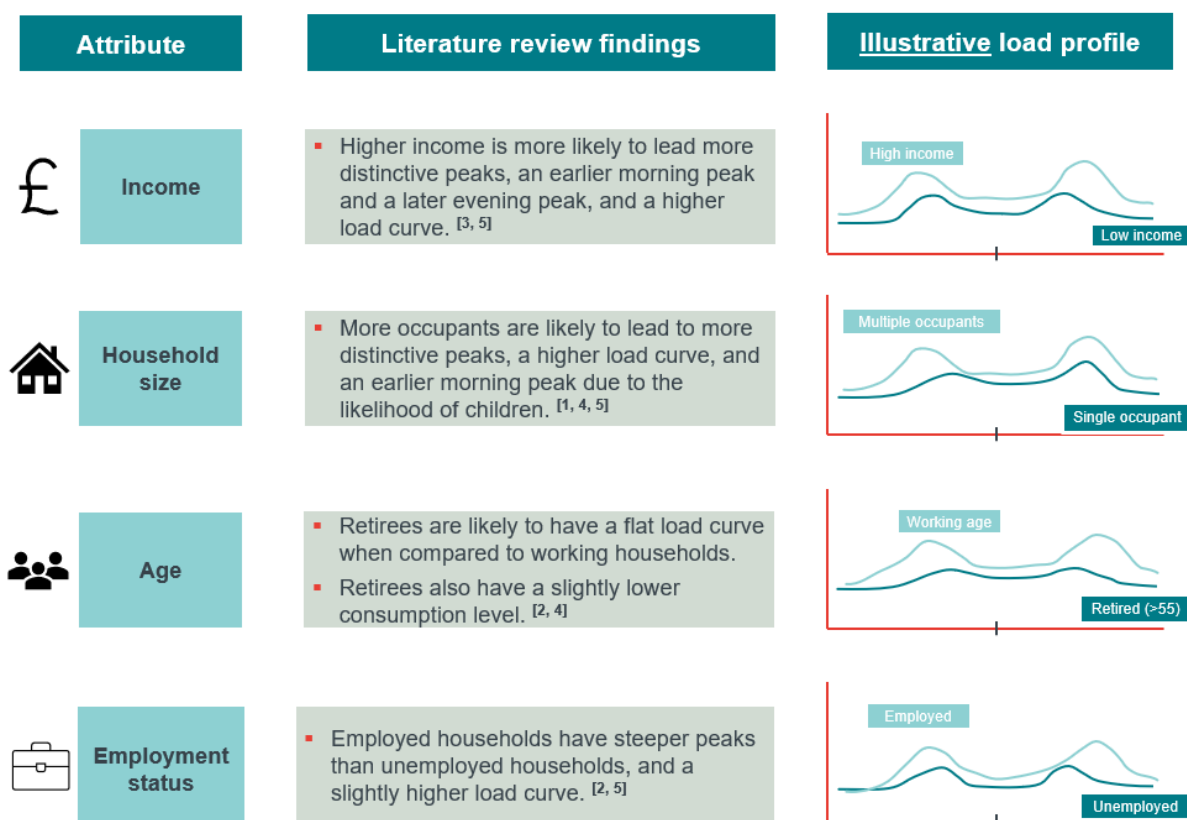 Attribute
Literature review findings
Illustrative load profile
£
Income
▪ Higher income is more likely to lead more
distinctive peaks, an earlier morning peak
and a later evening peak, and a higher
load curve. [3, 5]
High income
Low income
Household
size
▪ More occupants are likely to lead to more
distinctive peaks, a higher load curve, and
an earlier morning peak due to the
likelihood of children. [1, 4, 5]
Multiple occupants
Single occupant
Age
▪ Retirees are likely to have a flat load curve
when compared to working households.
▪ Retirees also have a slightly lower
consumption level. [2, 4]
Working age
Retired (>55)
Employment
status
▪ Employed households have steeper peaks
than unemployed households, and a
slightly higher load curve. [2, 5]
Employed
Unemployed